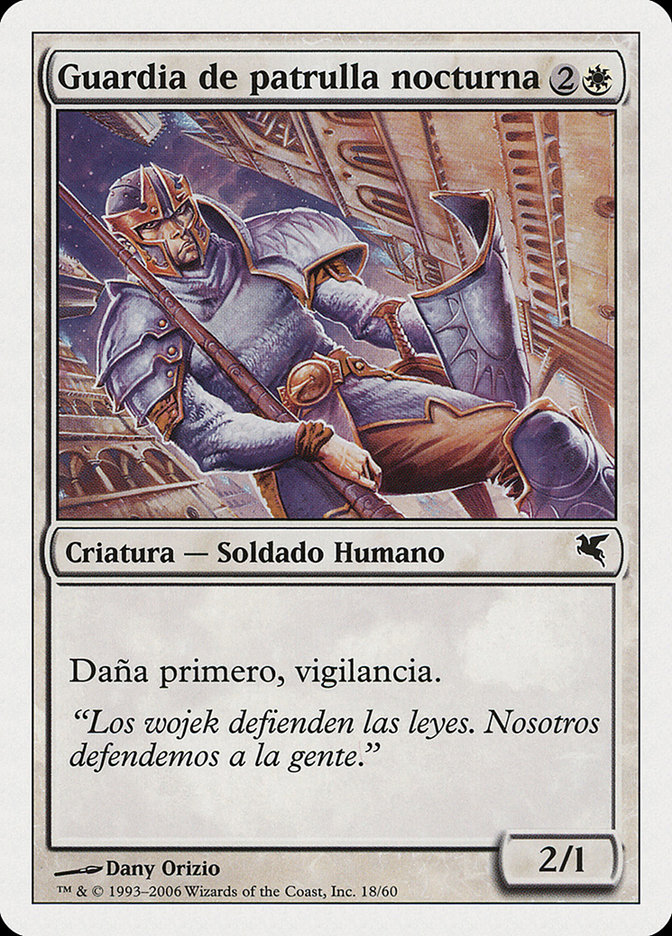 Guardia de patrulla nocturna 2
Criatura — Soldado Humano
Daña primero, vigilancia.
“Los wojek defienden las leyes. Nosotros
defendemos a la gente.”
2/1
Dany Orizio
™ & © 1993–2006 Wizards of the Coast, Inc. 18/60